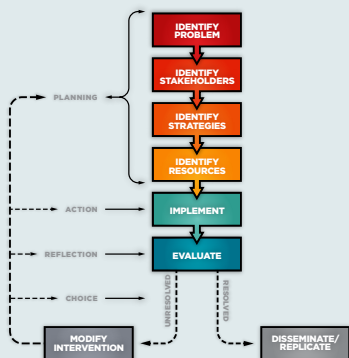 IDENTIFY
PROBLEM
IDENTIFY
STAKEHOLDERS
PLANNING
IDENTIFY
STRATEGIES
IDENTIFY
RESOURCES
ACTION
IMPLEMENT
REFLECTION
EVALUATE
CHOICE
UNRESOLVED
RESOLVED
MODIFY
INTERVENTION
DISSEMINATE/
REPLICATE